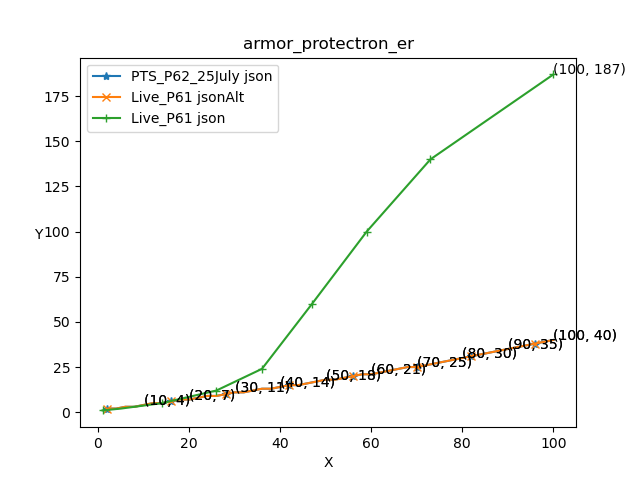 armor_protectron_er
PTS_P62_25July json
Live_P61 jsonAlt
Live_P61 json
(100, 187)
175
150
125
Y
100
75
50
25
0
(10, 4)
(20, 7)
(30, 11)
(40, 14)
(50, 18)
(60, 21)
(70, 25)
(80, 30)
(90, 35)
(100, 40)
0 20 40 60 80 100
X